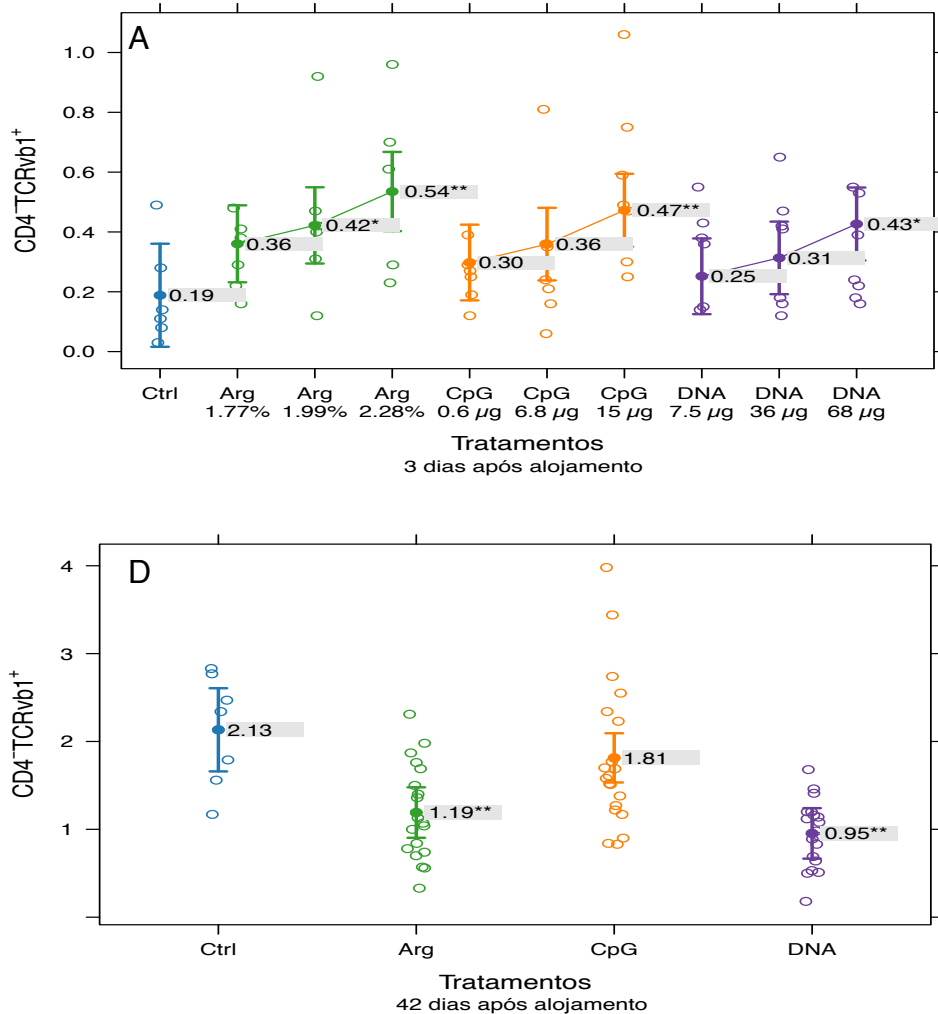 A
CD4⁻TCRvb1⁺
1.0
0.8
0.6
0.4
0.2
0.0
0.19
0.36
0.42*
0.54**
0.30
0.36
0.47**
0.25
0.31
0.43*
Ctrl Arg Arg Arg CpG CpG CpG DNA DNA DNA
1.77% 1.99% 2.28% 0.6 µg 6.8 µg 15 µg 7.5 µg 36 µg 68 µg
Tratamentos
3 dias após alojamento
D
CD4⁻TCRvb1⁺
4
3
2
1
2.13
1.19**
1.81
0.95**
Ctrl Arg CpG DNA
Tratamentos
42 dias após alojamento